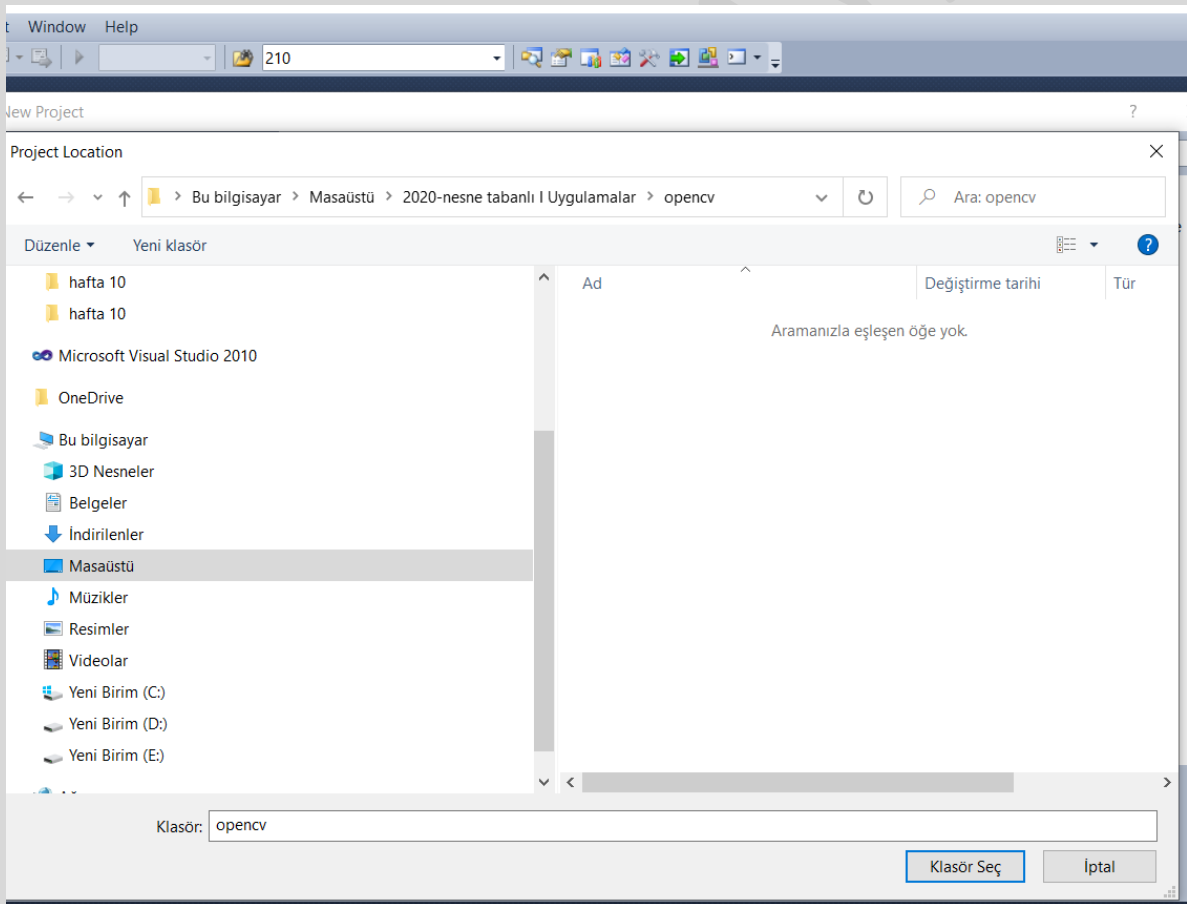 t Window Help
210
New Project ?
Project Location
Bu bilgisayar > Masaüstü > 2020-nesne tabanlı I Uygulamalar > opencv
Ara: opencv
Düzenle Yeni klasör ?
hafta 10
hafta 10
Microsoft Visual Studio 2010
OneDrive
Bu bilgisayar
3D Nesneler
Belgeler
İndirilenler
Masaüstü
Müzikler
Resimler
Videolar
Yeni Birim (C:)
Yeni Birim (D:)
Yeni Birim (E:)
Ad Değiştirme tarihi Tür
Aramanızla eşleşen öğe yok.
Klasör: opencv
Klasör Seç İptal